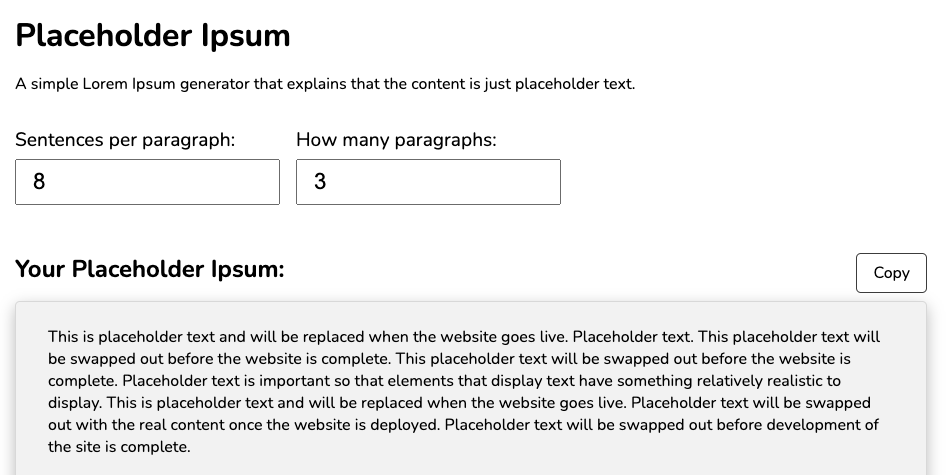 Placeholder Ipsum
A simple Lorem Ipsum generator that explains that the content is just placeholder text.
Sentences per paragraph:
How many paragraphs:
8
3
Your Placeholder Ipsum:
Copy
This is placeholder text and will be replaced when the website goes live. Placeholder text. This placeholder text will
be swapped out before the website is complete. This placeholder text will be swapped out before the website is
complete. Placeholder text is important so that elements that display text have something relatively realistic to
display. This is placeholder text and will be replaced when the website goes live. Placeholder text will be swapped
out with the real content once the website is deployed. Placeholder text will be swapped out before development of
the site is complete.